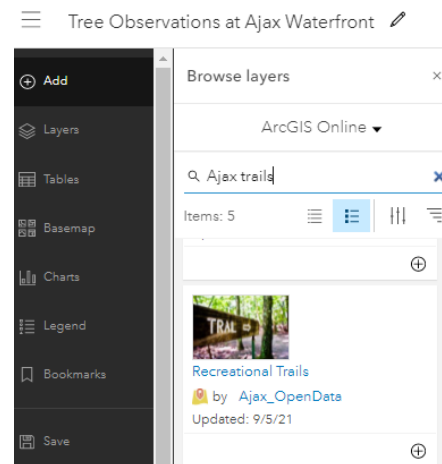 Tree Observations at Ajax Waterfront
Add
Layers
Tables
Basemap
Charts
Legend
Bookmarks
Save
Browse layers
ArcGIS Online
Ajax trails
Items: 5
TRAL
Recreational Trails
by Ajax_OpenData
Updated: 9/5/21